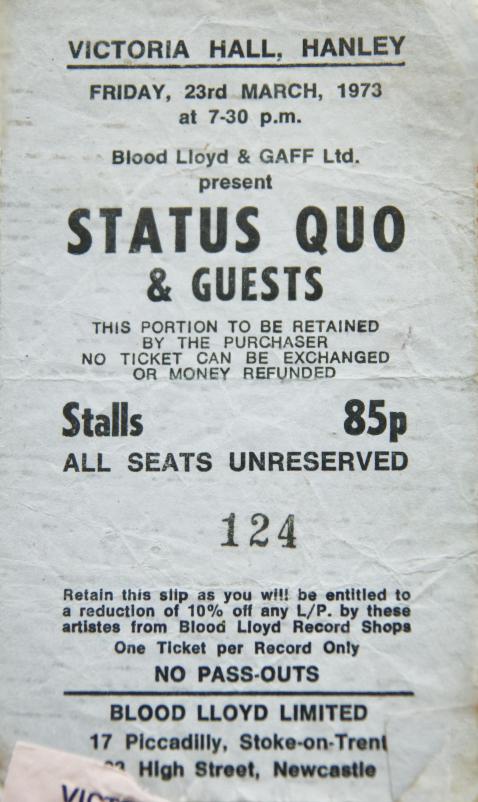 VICTORIA HALL, HANLEY
FRIDAY, 23rd MARCH, 1973
at 7-30 p.m.
Blood Lloyd & GAFF Ltd.
present
STATUS QUO
& GUESTS
THIS PORTION TO BE RETAINED
BY THE PURCHASER
NO TICKET CAN BE EXCHANGED
OR MONEY REFUNDED
Stalls 85p
ALL SEATS UNRESERVED
124
Retain this slip as you will be entitled to
a reduction of 10% off any L/P. by these
artistes from Blood Lloyd Record Shops
One Ticket per Record Only
NO PASS-OUTS
BLOOD LLOYD LIMITED
17 Piccadilly, Stoke-on-Trent
High Street, Newcastle